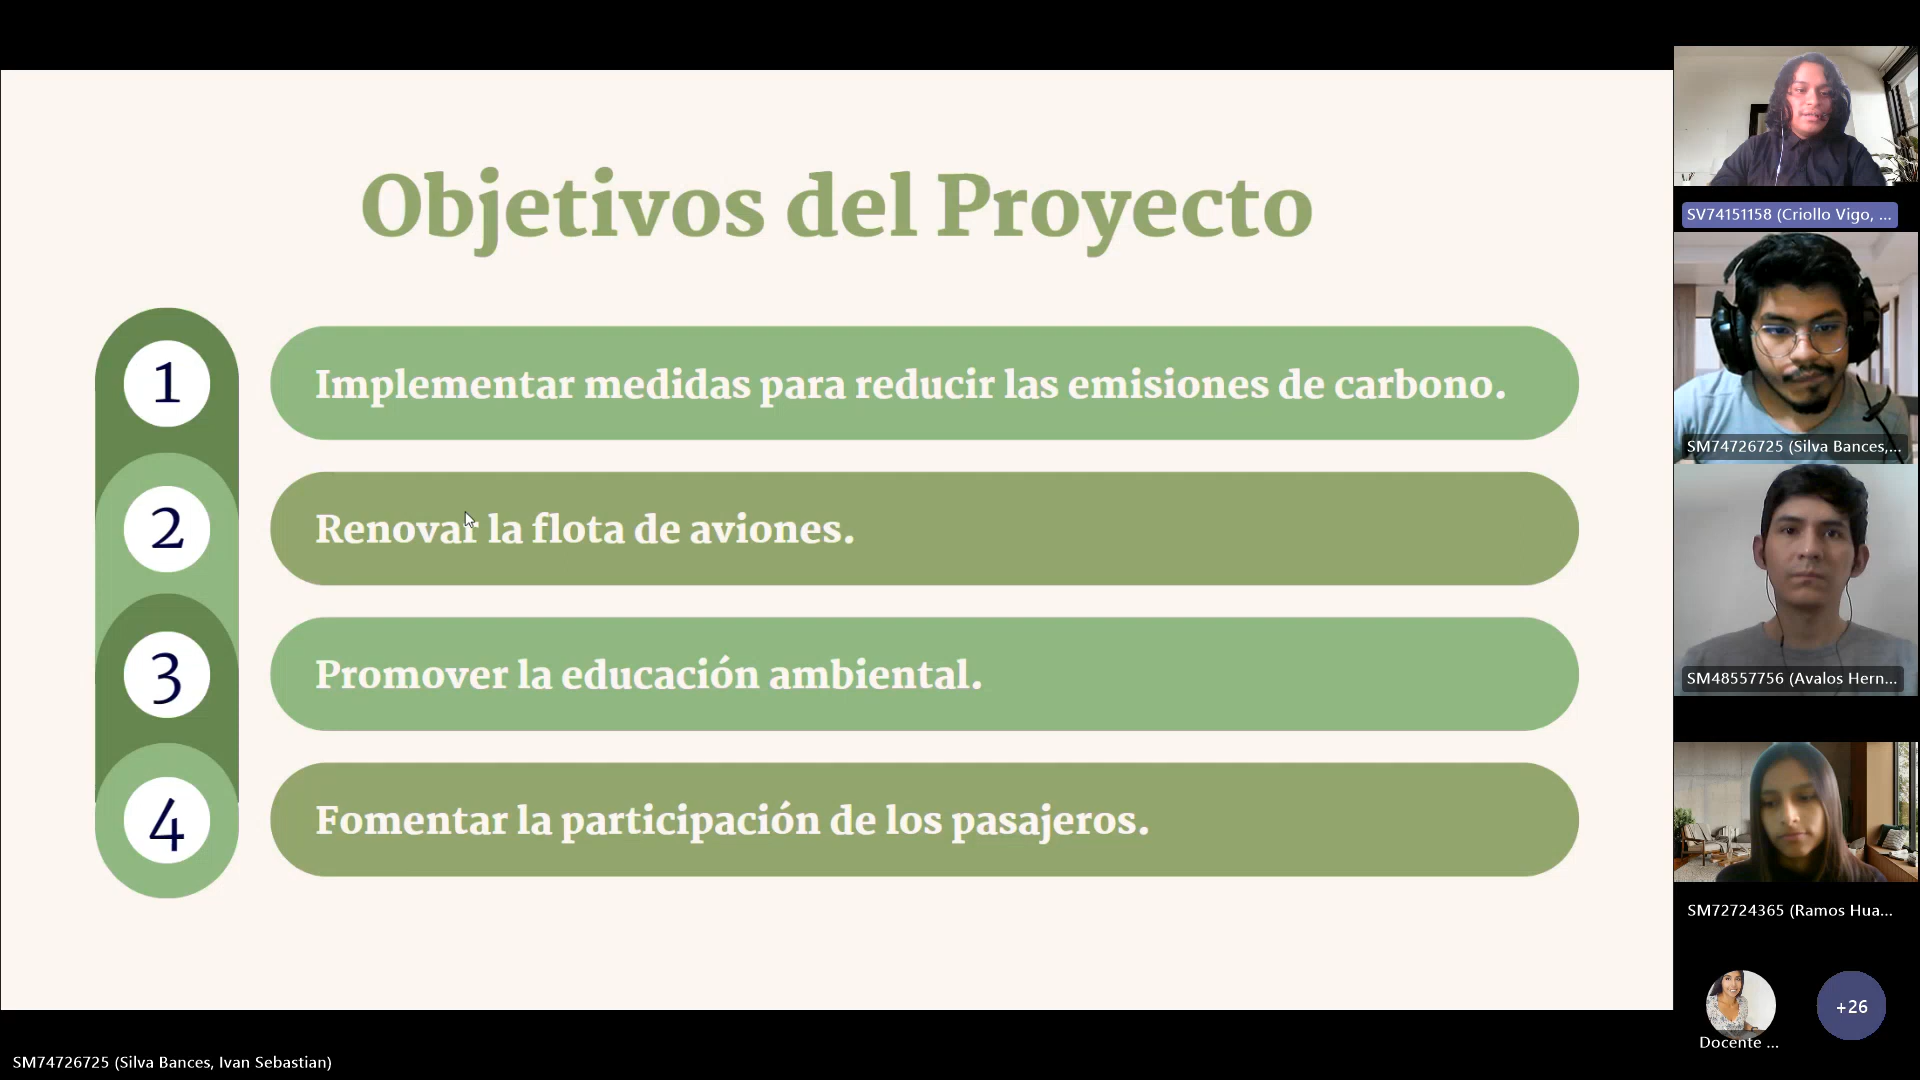 Objetivos del Proyecto
1
Implementar medidas para reducir las emisiones de carbono.
2
Renovar la flota de aviones.
3
Promover la educación ambiental.
4
Fomentar la participación de los pasajeros.
SV74151158 (Criollo Vigo, ...
SM74726725 (Silva Bances,...
SM48557756 (Avalos Hern...
SM72724365 (Ramos Hua...
Docente ...
+26
SM74726725 (Silva Bances, Ivan Sebastian)